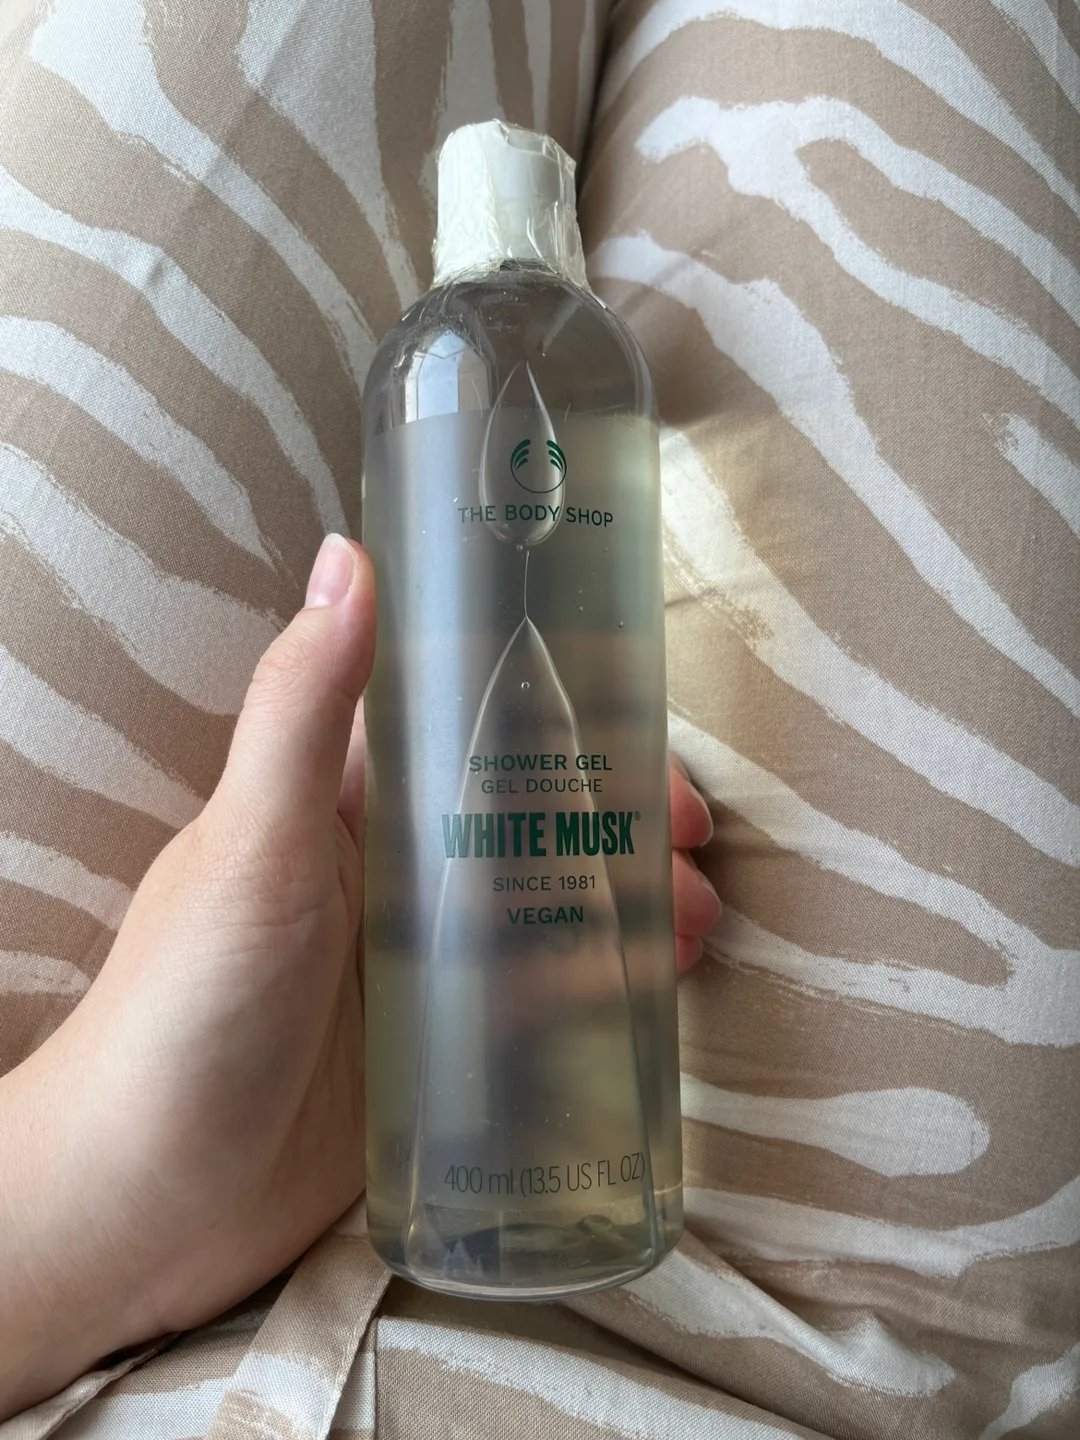 THE BODY SHOP
SHOWER GEL
GEL DOUCHE
WHITE MUSK®
SINCE 1981
VEGAN
400 ml (13.5 US FL OZ)